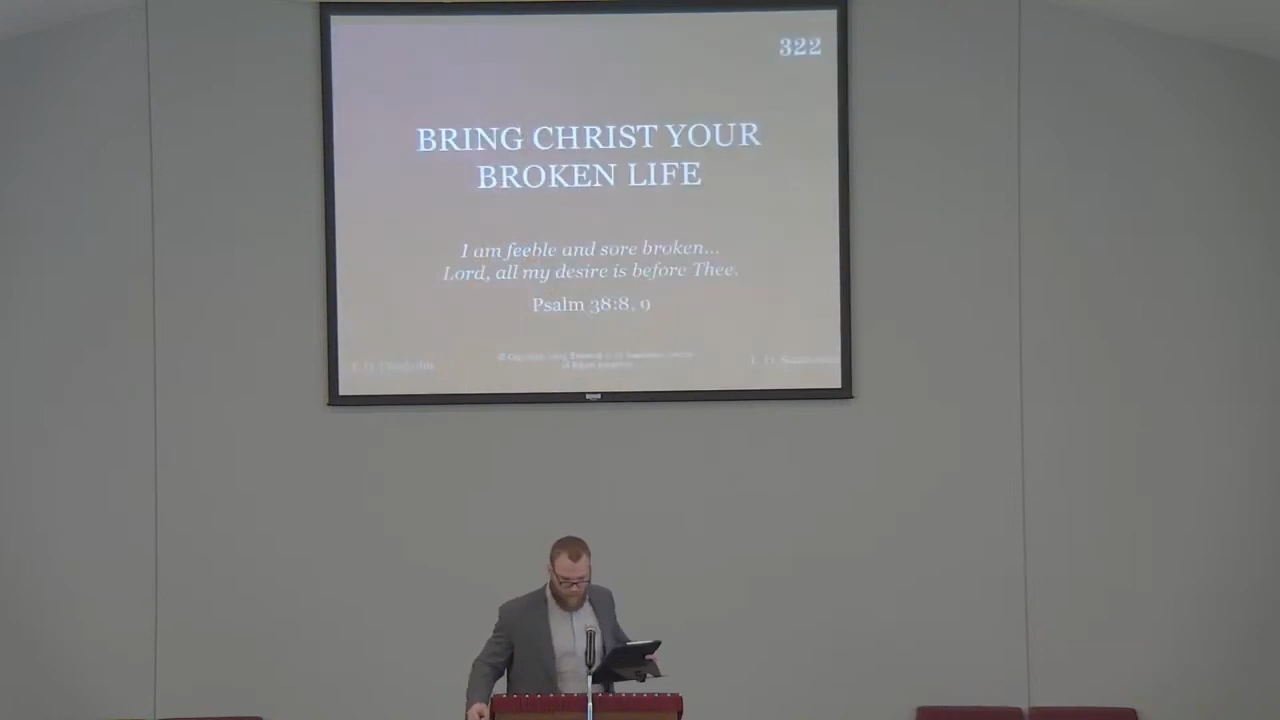 322
BRING CHRIST YOUR
BROKEN LIFE
I am feeble and sore broken...
Lord, all my desire is before Thee.
Psalm 38:8, 9